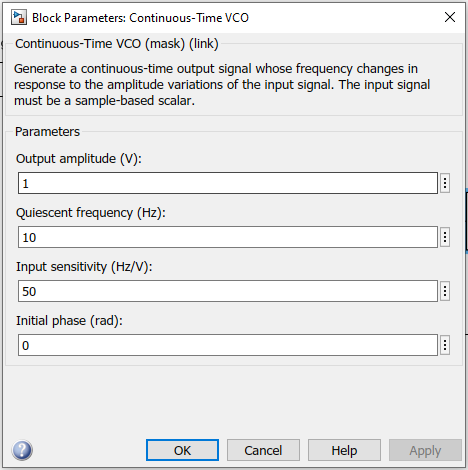 Block Parameters: Continuous-Time VCO
Continuous-Time VCO (mask) (link)
Generate a continuous-time output signal whose frequency changes in
response to the amplitude variations of the input signal. The input signal
must be a sample-based scalar.
Parameters
Output amplitude (V):
1
Quiescent frequency (Hz):
10
Input sensitivity (Hz/V):
50
Initial phase (rad):
0
OK Cancel Help Apply